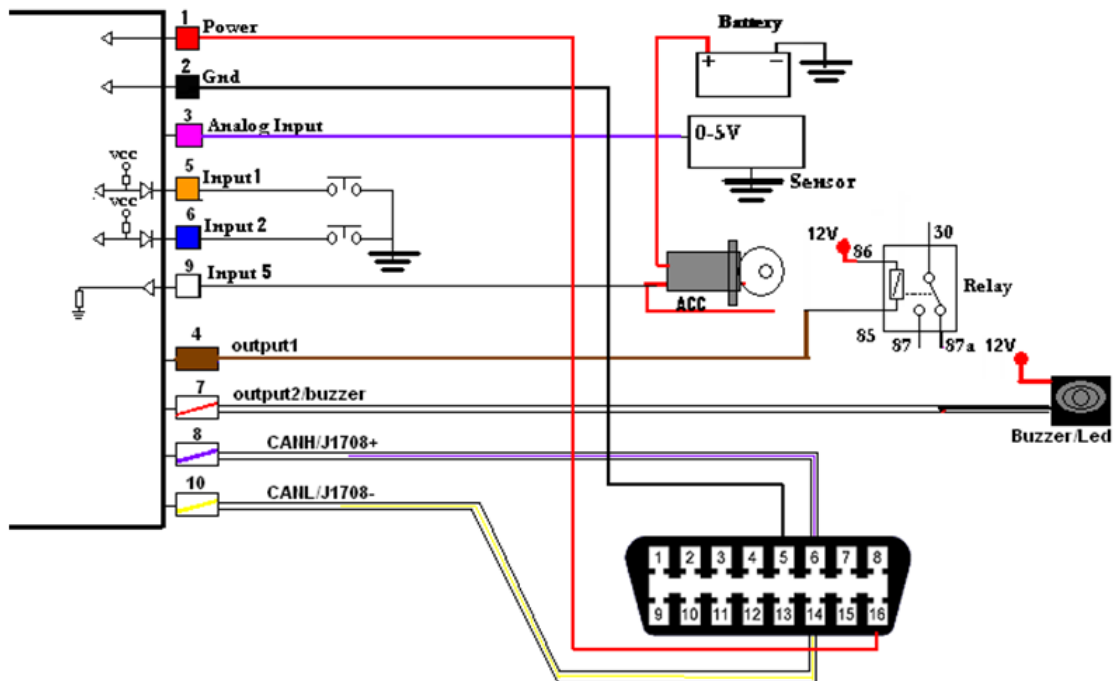 1
Power
Battery
+ −
2
Gnd
3
Analog Input
0-5V
Sensor
vcc
5
Input1
vcc
6
Input 2
9
Input 5
ACC
12V
86
30
Relay
85
87
87a
12V
4
output1
7
output2/buzzer
Buzzer/Led
8
CANH/J1708+
10
CANL/J1708-
1 2 3 4 5 6 7 8
9 10 11 12 13 14 15 16